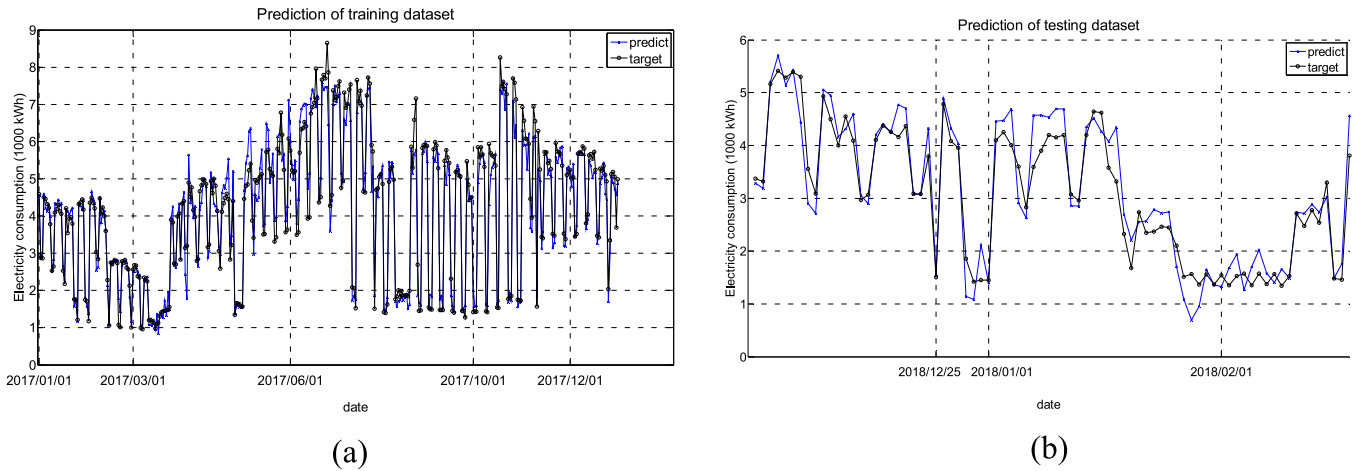 Prediction of training dataset
9
8
7
6
5
4
3
2
1
0
Electricity consumption (1000 kWh)
predict
target
2017/01/01
2017/03/01
2017/06/01
2017/10/01
2017/12/01
date
(a)
Prediction of testing dataset
6
5
4
3
2
1
0
Electricity consumption (1000 kWh)
predict
target
2018/12/25
2018/01/01
2018/02/01
date
(b)